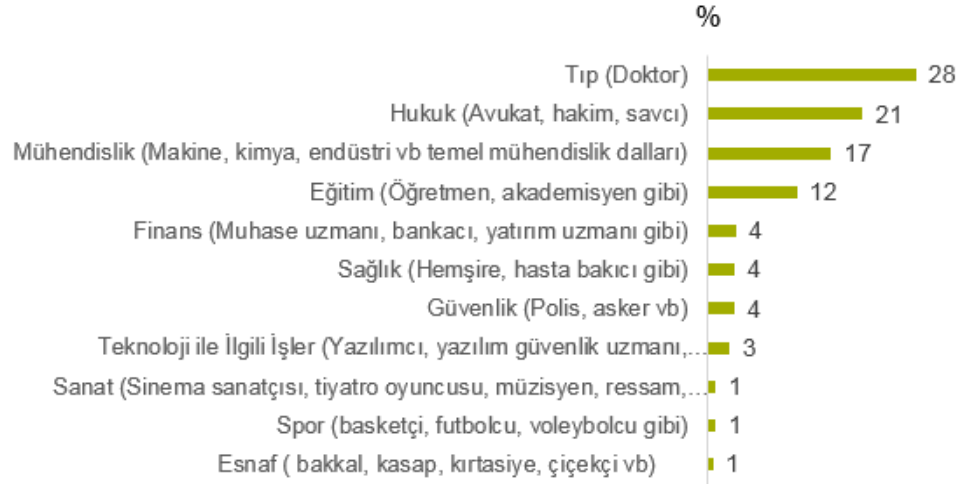 %
Tıp (Doktor) 28
Hukuk (Avukat, hakim, savcı) 21
Mühendislik (Makine, kimya, endüstri vb temel mühendislik dalları) 17
Eğitim (Öğretmen, akademisyen gibi) 12
Finans (Muhase uzmanı, bankacı, yatırım uzmanı gibi) 4
Sağlık (Hemşire, hasta bakıcı gibi) 4
Güvenlik (Polis, asker vb) 4
Teknoloji ile İlgili İşler (Yazılımcı, yazılım güvenlik uzmanı,... 3
Sanat (Sinema sanatçısı, tiyatro oyuncusu, müzisyen, ressam,... 1
Spor (basketçi, futbolcu, voleybolcu gibi) 1
Esnaf ( bakkal, kasap, kırtasiye, çiçekçi vb) 1